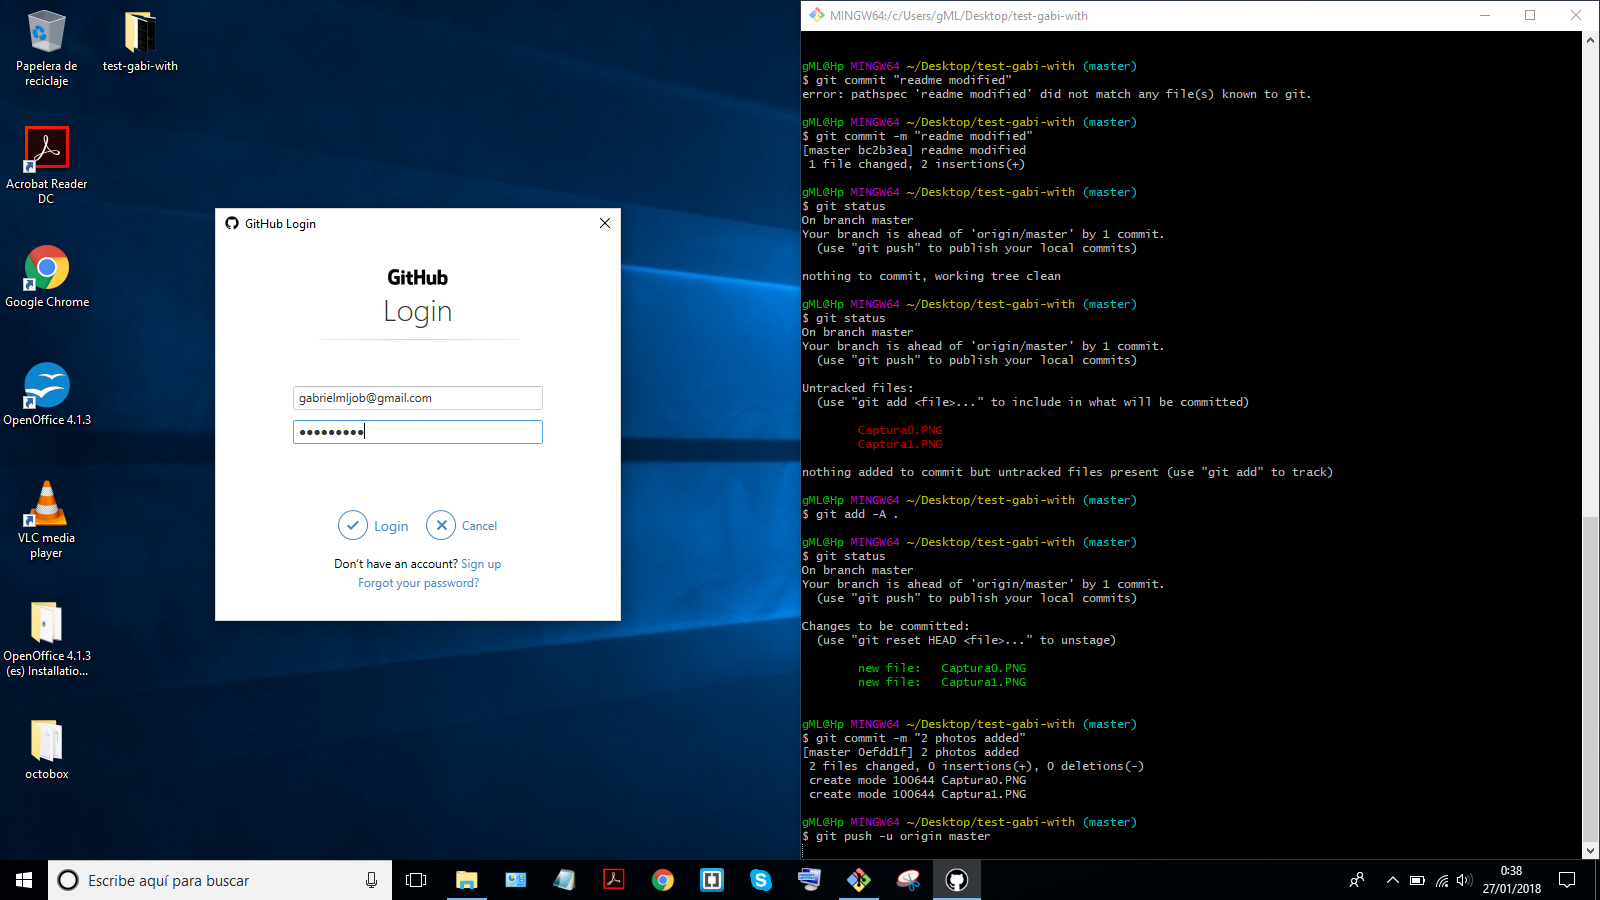 Papelera de
reciclaje
test-gabi-with
Acrobat Reader
DC
Google Chrome
OpenOffice 4.1.3
VLC media
player
OpenOffice 4.1.3
(es) Installatio...
octobox
GitHub Login
GitHub
Login
gabrielmljob@gmail.com
●●●●●●●●●
Login
Cancel
Don't have an account? Sign up
Forgot your password?
MINGW64:/c/Users/gML/Desktop/test-gabi-with
gML@Hp MINGW64 ~/Desktop/test-gabi-with (master)
$ git commit "readme modified"
error: pathspec 'readme modified' did not match any file(s) known to git.
gML@Hp MINGW64 ~/Desktop/test-gabi-with (master)
$ git commit -m "readme modified"
[master bc2b3ea] readme modified
1 file changed, 2 insertions(+)
gML@Hp MINGW64 ~/Desktop/test-gabi-with (master)
$ git status
On branch master
Your branch is ahead of 'origin/master' by 1 commit.
(use "git push" to publish your local commits)
nothing to commit, working tree clean
gML@Hp MINGW64 ~/Desktop/test-gabi-with (master)
$ git status
On branch master
Your branch is ahead of 'origin/master' by 1 commit.
(use "git push" to publish your local commits)
Untracked files:
(use "git add <file>..." to include in what will be committed)
Captura0.PNG
Captura1.PNG
nothing added to commit but untracked files present (use "git add" to track)
gML@Hp MINGW64 ~/Desktop/test-gabi-with (master)
$ git add -A .
gML@Hp MINGW64 ~/Desktop/test-gabi-with (master)
$ git status
On branch master
Your branch is ahead of 'origin/master' by 1 commit.
(use "git push" to publish your local commits)
Changes to be committed:
(use "git reset HEAD <file>..." to unstage)
new file:   Captura0.PNG
new file:   Captura1.PNG
gML@Hp MINGW64 ~/Desktop/test-gabi-with (master)
$ git commit -m "2 photos added"
[master 0efdd1f] 2 photos added
2 files changed, 0 insertions(+), 0 deletions(-)
create mode 100644 Captura0.PNG
create mode 100644 Captura1.PNG
gML@Hp MINGW64 ~/Desktop/test-gabi-with (master)
$ git push -u origin master
Escribe aquí para buscar
0:38
27/01/2018